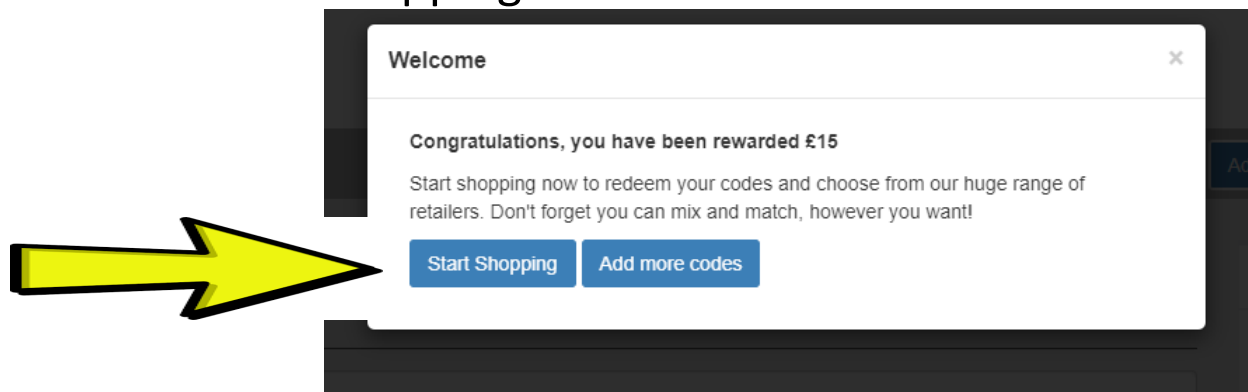 Welcome
×
Congratulations, you have been rewarded £15
Start shopping now to redeem your codes and choose from our huge range of
retailers. Don't forget you can mix and match, however you want!
Start Shopping Add more codes